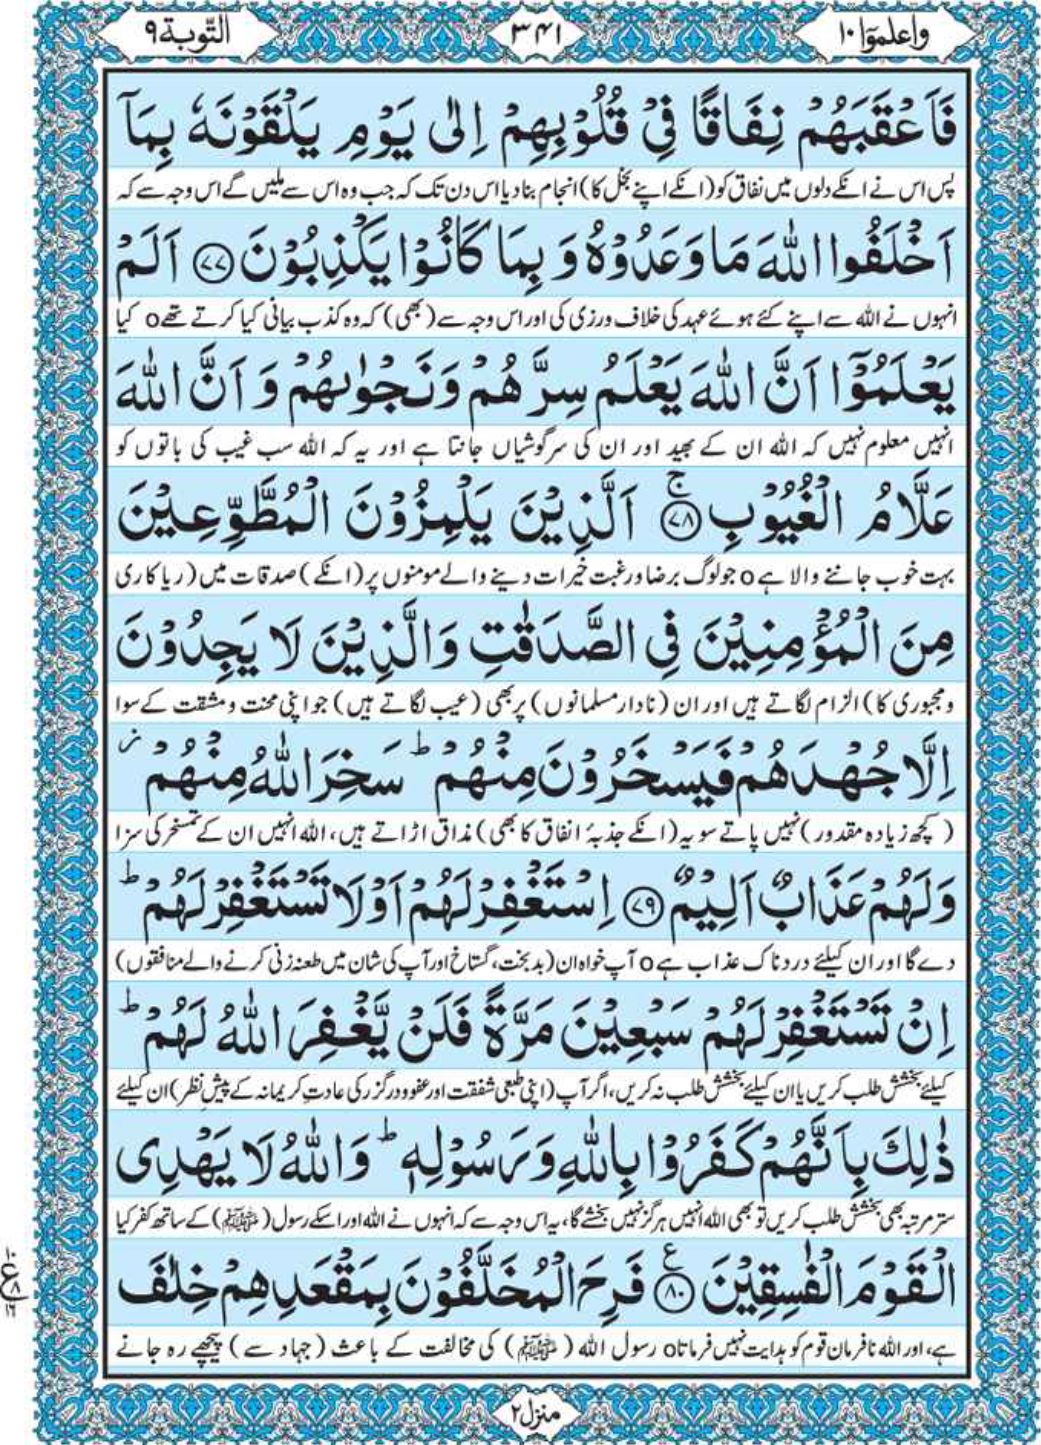 واعلموٓا ١٠
٣٤١
التّوبة ٩
فَاَعْقَبَهُمْ نِفَاقًا فِیْ قُلُوْبِهِمْ اِلٰی یَوْمِ یَلْقَوْنَهٗ بِمَاۤ
پس اس نے انکے دلوں میں نفاق کو (انکے اپنے بخل کا) انجام بنا دیا اس دن تک کہ جب وہ اس سے ملیں گے اس وجہ سے کہ
اَخْلَفُوا اللّٰهَ مَا وَعَدُوْهُ وَ بِمَا كَانُوْا یَكْذِبُوْنَ ﴿٧٧﴾ اَلَمْ
انہوں نے اللہ سے اپنے کئے ہوئے عہد کی خلاف ورزی کی اور اس وجہ سے (بھی) کہ وہ کذب بیانی کیا کرتے تھے o کیا
یَعْلَمُوْۤا اَنَّ اللّٰهَ یَعْلَمُ سِرَّهُمْ وَنَجْوٰىهُمْ وَ اَنَّ اللّٰهَ
انہیں معلوم نہیں کہ اللہ ان کے بھید اور ان کی سرگوشیاں جانتا ہے اور یہ کہ اللہ سب غیب کی باتوں کو
عَلَّامُ الْغُیُوْبِ ﴿٧٨﴾ۚ اَلَّذِیْنَ یَلْمِزُوْنَ الْمُطَّوِّعِیْنَ
بہت خوب جاننے والا ہے o جو لوگ برضا ورغبت خیرات دینے والے مومنوں پر (انکے) صدقات میں (ریاکاری
مِنَ الْمُؤْمِنِیْنَ فِی الصَّدَقٰتِ وَالَّذِیْنَ لَا یَجِدُوْنَ
و مجبوری کا) الزام لگاتے ہیں اور ان (نادار مسلمانوں) پر بھی (عیب لگاتے ہیں) جو اپنی محنت و مشقت کے سوا
اِلَّا جُهْدَهُمْ فَیَسْخَرُوْنَ مِنْهُمْ ؕ سَخِرَ اللّٰهُ مِنْهُمْ ؗ
(کچھ زیادہ مقدور) نہیں پاتے سو یہ (انکے جذبۂ انفاق کا بھی) مذاق اڑاتے ہیں، اللہ انہیں ان کے تمسخر کی سزا
وَلَهُمْ عَذَابٌ اَلِیْمٌ ﴿٧٩﴾ اِسْتَغْفِرْ لَهُمْ اَوْ لَا تَسْتَغْفِرْ لَهُمْ ؕ
دے گا اور ان کیلئے دردناک عذاب ہے o آپ خواہ ان (بدبخت، گستاخ اور آپ کی شان میں طعنہ زنی کرنے والے منافقوں)
اِنْ تَسْتَغْفِرْ لَهُمْ سَبْعِیْنَ مَرَّةً فَلَنْ یَّغْفِرَ اللّٰهُ لَهُمْ ؕ
کیلئے بخشش طلب کریں یا ان کیلئے بخشش طلب نہ کریں، اگر آپ (اپنی طبعی شفقت اور عفو و درگزر کی عادتِ کریمانہ کے پیشِ نظر) ان کیلئے
ذٰلِكَ بِاَنَّهُمْ كَفَرُوْا بِاللّٰهِ وَرَسُوْلِهٖ ؕ وَاللّٰهُ لَا یَهْدِی
ستر مرتبہ بھی بخشش طلب کریں تو بھی اللہ انہیں ہرگز نہیں بخشے گا، یہ اس وجہ سے کہ انہوں نے اللہ اور اسکے رسول (ﷺ) کے ساتھ کفر کیا
الْقَوْمَ الْفٰسِقِیْنَ ﴿٨٠﴾ۧ فَرِحَ الْمُخَلَّفُوْنَ بِمَقْعَدِهِمْ خِلٰفَ
ہے، اور اللہ نافرمان قوم کو ہدایت نہیں فرماتا o رسول اللہ (ﷺ) کی مخالفت کے باعث (جہاد سے) پیچھے رہ جانے
منزل ٢